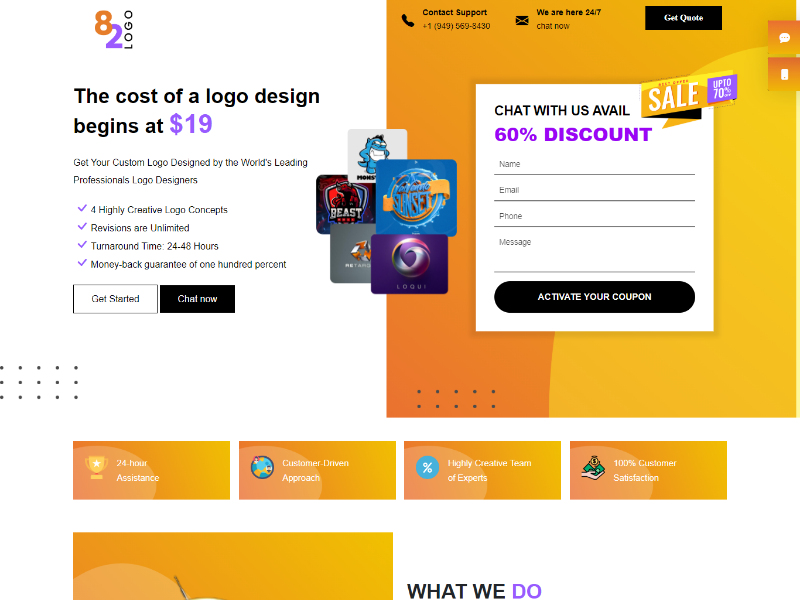 82
LOGO
Contact Support
+1 (949) 569-8430
We are here 24/7
chat now
Get Quote
The cost of a logo design
begins at $19
Get Your Custom Logo Designed by the World's Leading
Professionals Logo Designers
4 Highly Creative Logo Concepts
Revisions are Unlimited
Turnaround Time: 24-48 Hours
Money-back guarantee of one hundred percent
Get Started
Chat now
BEAST
SUNSET
LOQUI
CHAT WITH US AVAIL
60% DISCOUNT
SALE
UPTO
70%
Name
Email
Phone
Message
ACTIVATE YOUR COUPON
24-hour
Assistance
Customer-Driven
Approach
Highly Creative Team
of Experts
100% Customer
Satisfaction
WHAT WE DO